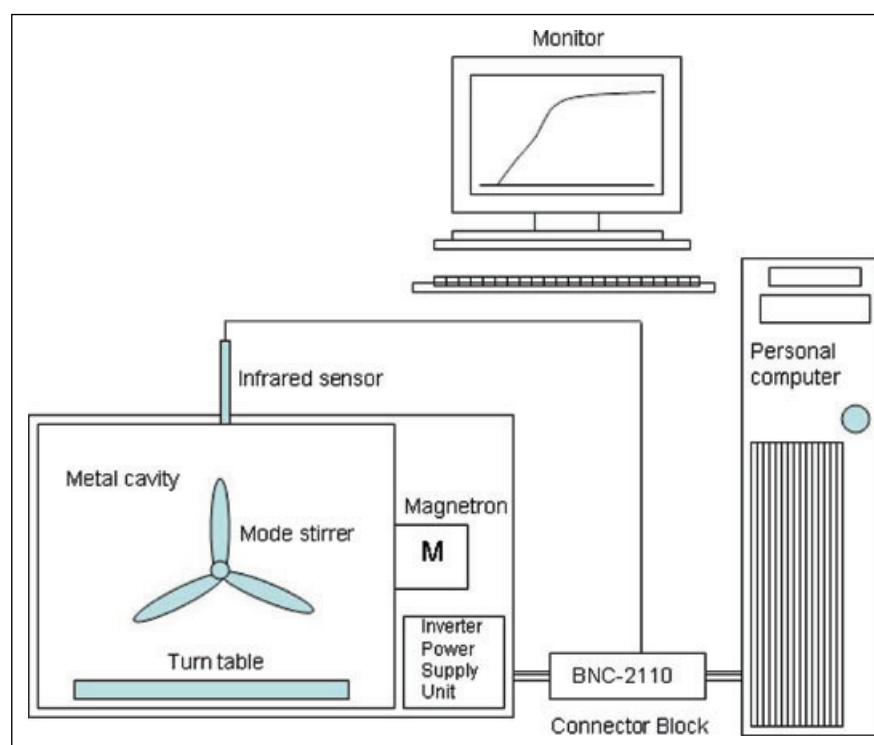 Monitor
Infrared sensor
Personal
computer
Metal cavity
Mode stirrer
Magnetron
M
Turn table
Inverter
Power
Supply
Unit
BNC-2110
Connector Block